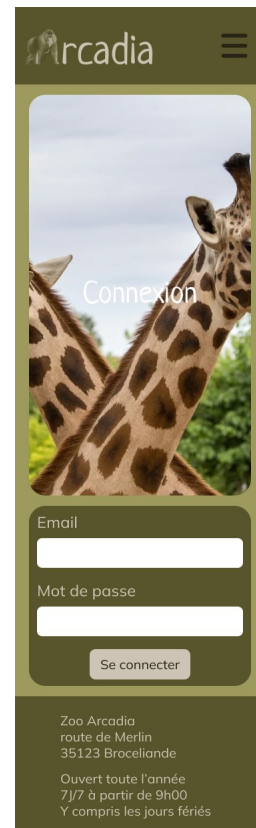 Arcadia
Connexion
Email
Mot de passe
Se connecter
Zoo Arcadia
route de Merlin
35123 Broceliande
Ouvert toute l'année
7J/7 à partir de 9h00
Y compris les jours fériés